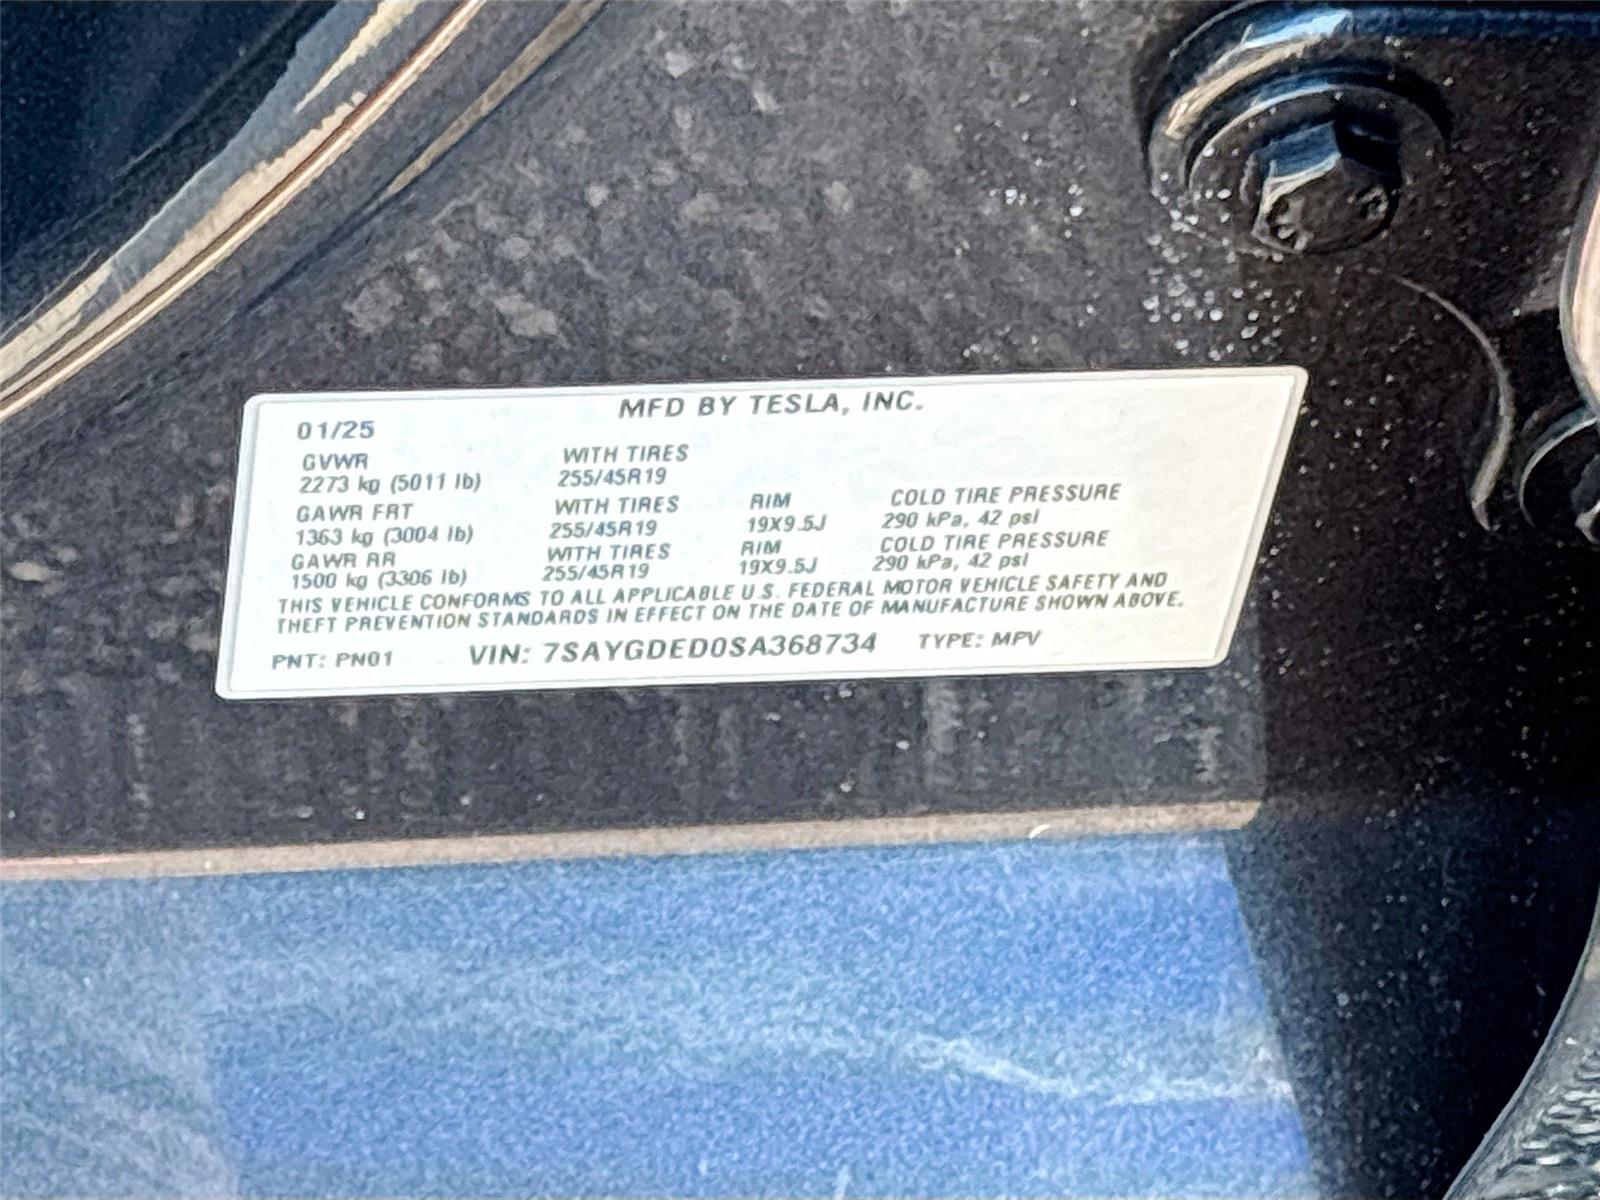 MFD BY TESLA, INC.
01/25
GVWR WITH TIRES
2273 kg (5011 lb) 255/45R19
GAWR FRT WITH TIRES RIM COLD TIRE PRESSURE
1363 kg (3004 lb) 255/45R19 19X9.5J 290 kPa, 42 psi
GAWR RR WITH TIRES RIM COLD TIRE PRESSURE
1500 kg (3306 lb) 255/45R19 19X9.5J 290 kPa, 42 psi
THIS VEHICLE CONFORMS TO ALL APPLICABLE U.S. FEDERAL MOTOR VEHICLE SAFETY AND
THEFT PREVENTION STANDARDS IN EFFECT ON THE DATE OF MANUFACTURE SHOWN ABOVE.
PNT: PN01 VIN: 7SAYGDED0SA368734 TYPE: MPV